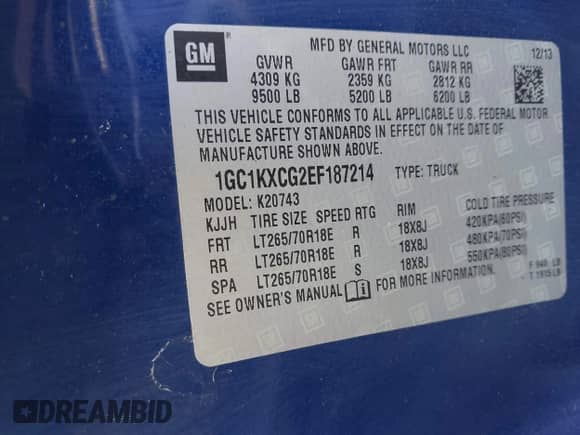 GM ® MFD BY GENERAL MOTORS LLC 12/13
GVWR GAWR FRT GAWR RR
4309 KG 2359 KG 2812 KG
9500 LB 5200 LB 6200 LB
THIS VEHICLE CONFORMS TO ALL APPLICABLE U.S. FEDERAL MOTOR
VEHICLE SAFETY STANDARDS IN EFFECT ON THE DATE OF
MANUFACTURE SHOWN ABOVE.
1GC1KXCG2EF187214 TYPE: TRUCK
MODEL: K20743
KJJH TIRE SIZE SPEED RTG RIM COLD TIRE PRESSURE
FRT LT265/70R18E R 18X8J 420KPA(60PSI)
RR LT265/70R18E R 18X8J 480KPA(70PSI)
SPA LT265/70R18E S 18X8J 550KPA(80PSI)
SEE OWNER'S MANUAL FOR MORE INFORMATION.
F 949 LB
T 1975 LB
DREAMBID